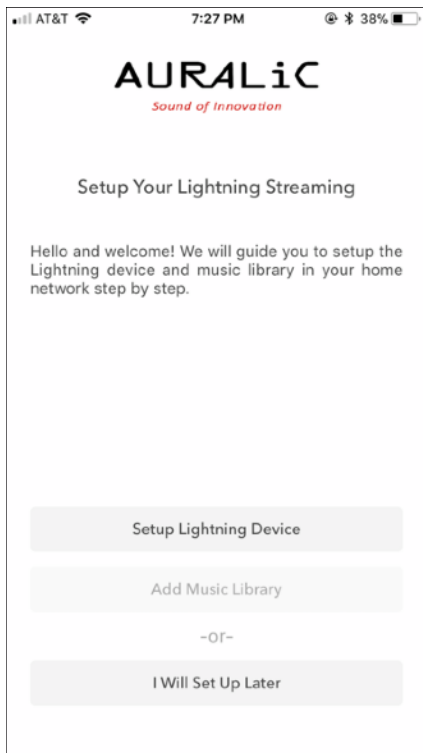 AT&T 7:27 PM 38%
AURALiC
Sound of Innovation
Setup Your Lightning Streaming
Hello and welcome! We will guide you to setup the
Lightning device and music library in your home
network step by step.
Setup Lightning Device
Add Music Library
-or-
I Will Set Up Later